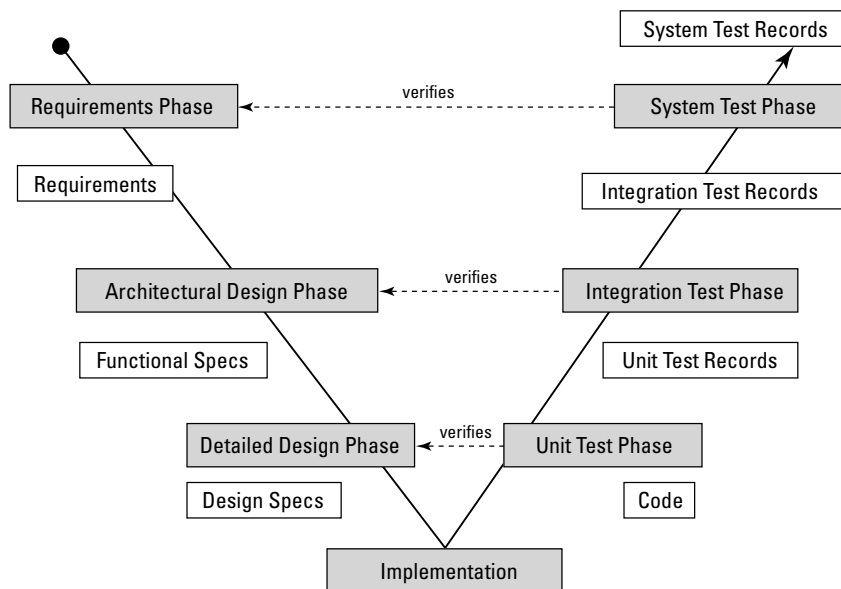 System Test Records
verifies
Requirements Phase
System Test Phase
Requirements
Integration Test Records
verifies
Architectural Design Phase
Integration Test Phase
Functional Specs
Unit Test Records
verifies
Detailed Design Phase
Unit Test Phase
Design Specs
Code
Implementation